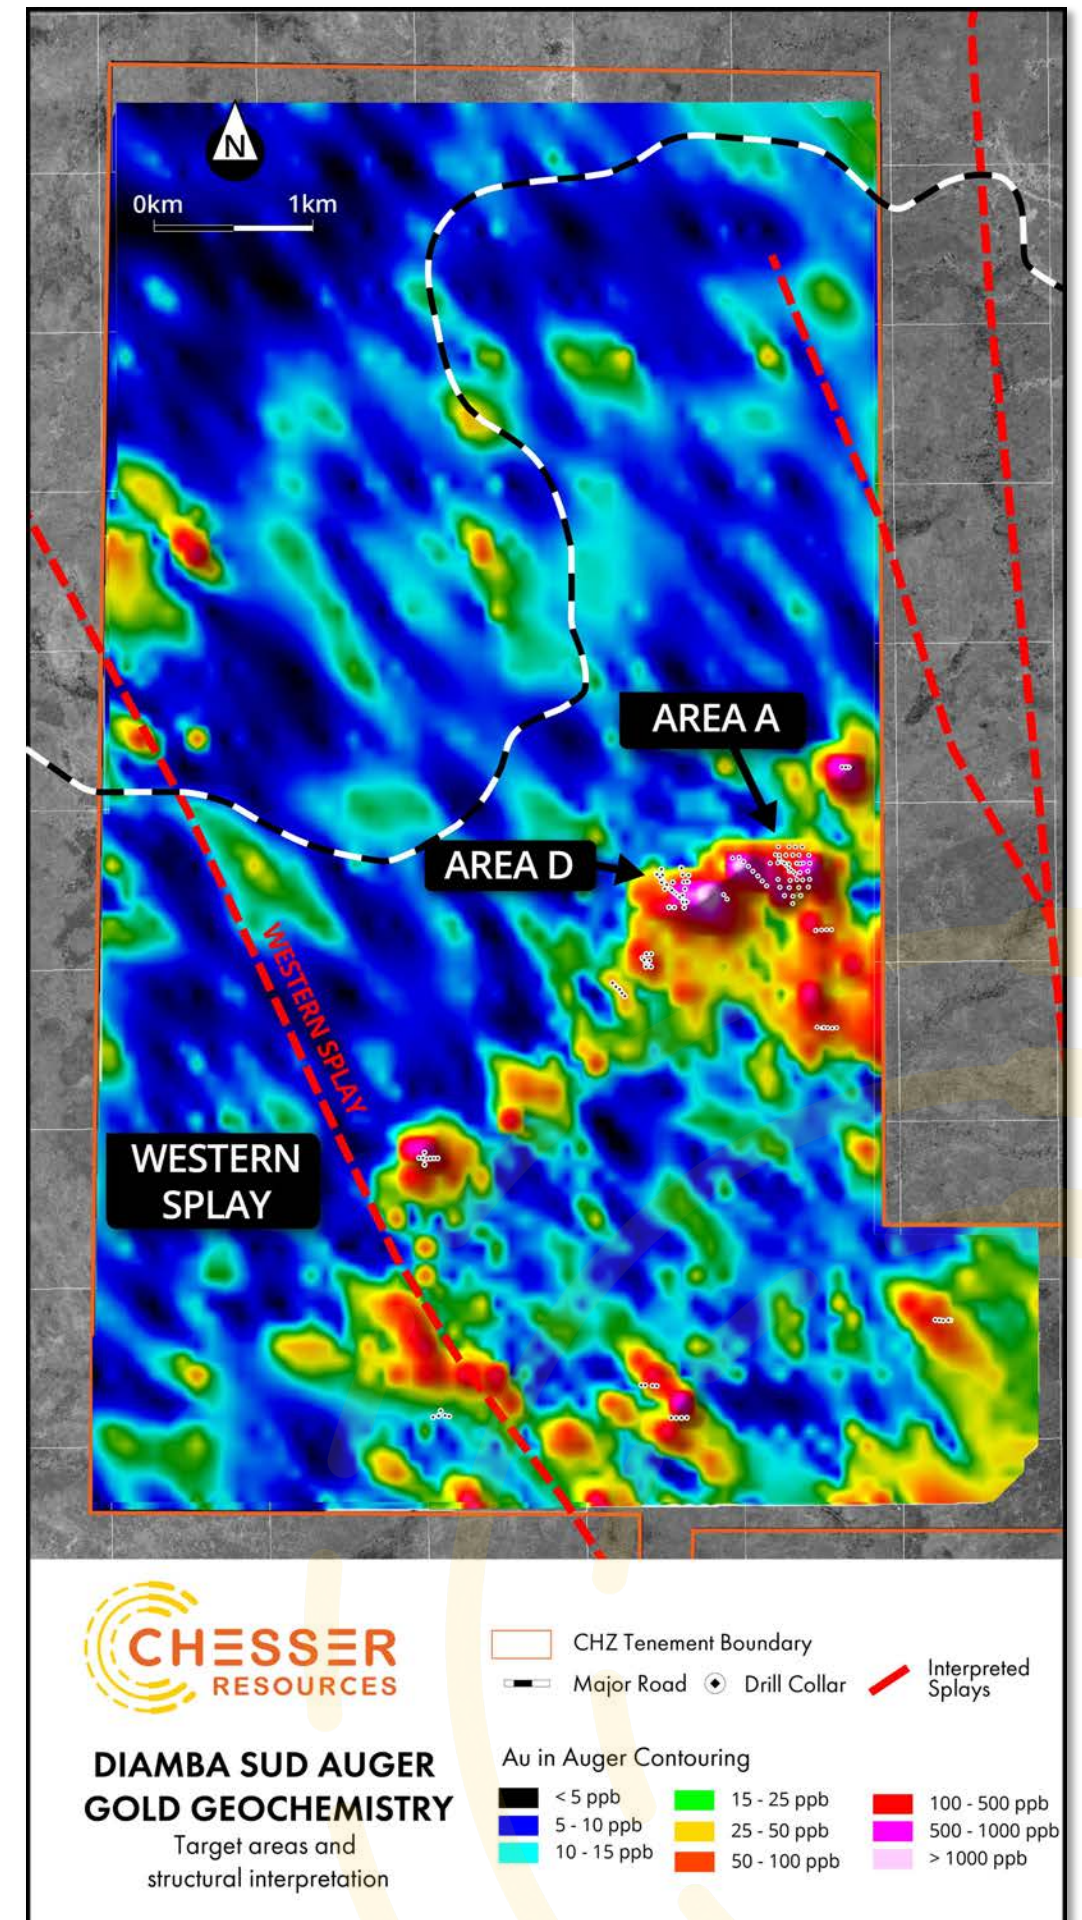 N
0km 1km
AREA A
AREA D
WESTERN SPLAY
WESTERN
SPLAY
CHESSER
RESOURCES
DIAMBA SUD AUGER
GOLD GEOCHEMISTRY
Target areas and
structural interpretation
CHZ Tenement Boundary
Major Road
Drill Collar
Interpreted
Splays
Au in Auger Contouring
< 5 ppb
5 - 10 ppb
10 - 15 ppb
15 - 25 ppb
25 - 50 ppb
50 - 100 ppb
100 - 500 ppb
500 - 1000 ppb
> 1000 ppb